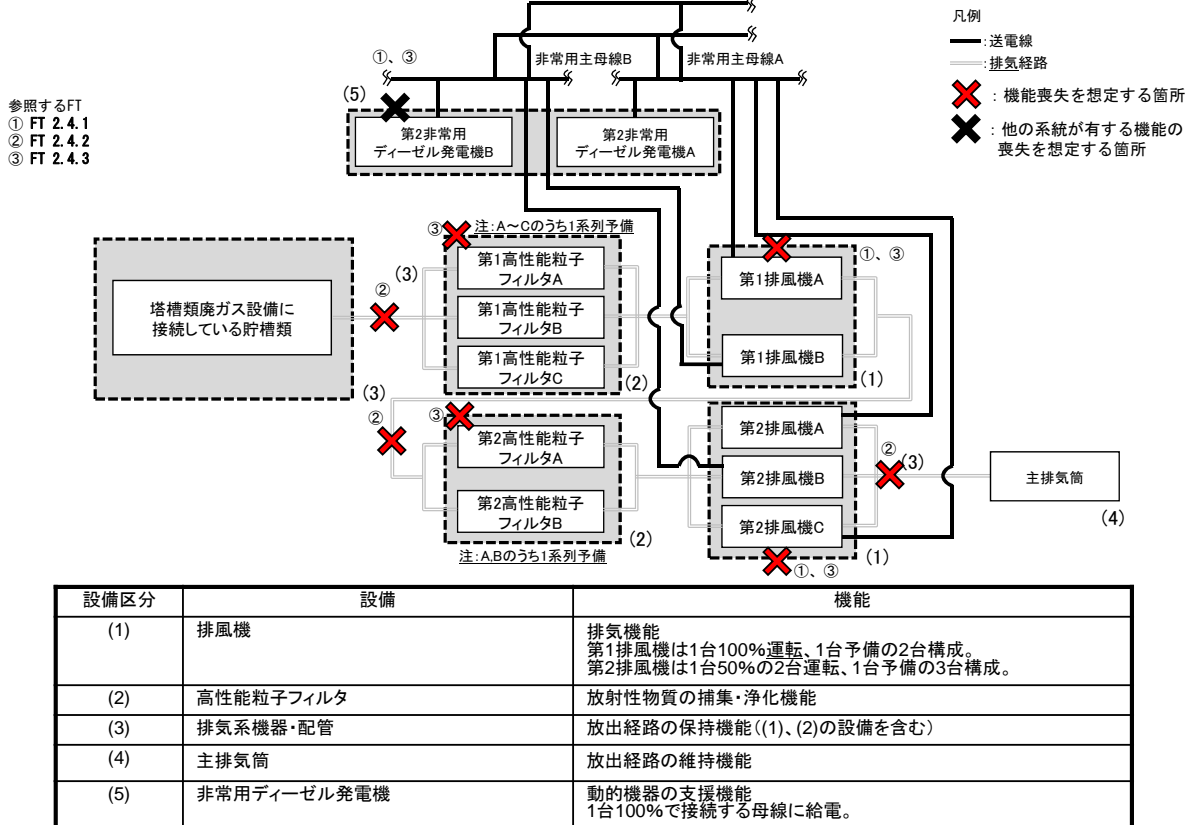 凡例
:送電線
:排気経路
:機能喪失を想定する箇所
:他の系統が有する機能の
喪失を想定する箇所
参照するFT
① FT 2.4.1
② FT 2.4.2
③ FT 2.4.3
①、③
非常用主母線B
非常用主母線A
(5)
第2非常用
ディーゼル発電機B
第2非常用
ディーゼル発電機A
③
注:A~Cのうち1系列予備
①、③
塔槽類廃ガス設備に
接続している貯槽類
②
(3)
第1高性能粒子
フィルタA
第1高性能粒子
フィルタB
第1高性能粒子
フィルタC
(2)
第1排風機A
第1排風機B
(1)
(3)
②
③
第2高性能粒子
フィルタA
第2高性能粒子
フィルタB
(2)
注:A,Bのうち1系列予備
第2排風機A
第2排風機B
第2排風機C
(1)
①、③
②
(3)
主排気筒
(4)
設備区分 設備 機能
(1) 排風機 排気機能
第1排風機は1台100%運転、1台予備の2台構成。
第2排風機は1台50%の2台運転、1台予備の3台構成。
(2) 高性能粒子フィルタ 放射性物質の捕集・浄化機能
(3) 排気系機器・配管 放出経路の保持機能((1)、(2)の設備を含む)
(4) 主排気筒 放出経路の維持機能
(5) 非常用ディーゼル発電機 動的機器の支援機能
1台100%で接続する母線に給電。